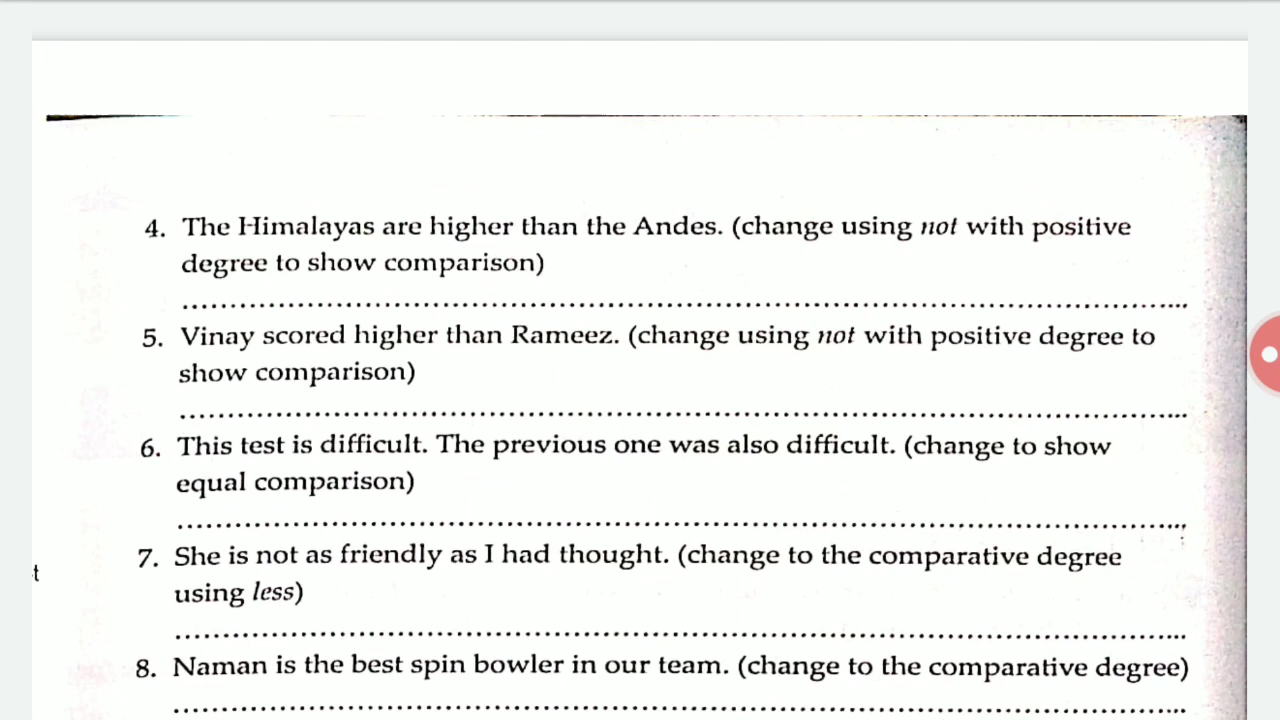 4. The Himalayas are higher than the Andes. (change using not with positive
degree to show comparison)
5. Vinay scored higher than Rameez. (change using not with positive degree to
show comparison)
6. This test is difficult. The previous one was also difficult. (change to show
equal comparison)
t
7. She is not as friendly as I had thought. (change to the comparative degree
using less)
8. Naman is the best spin bowler in our team. (change to the comparative degree)